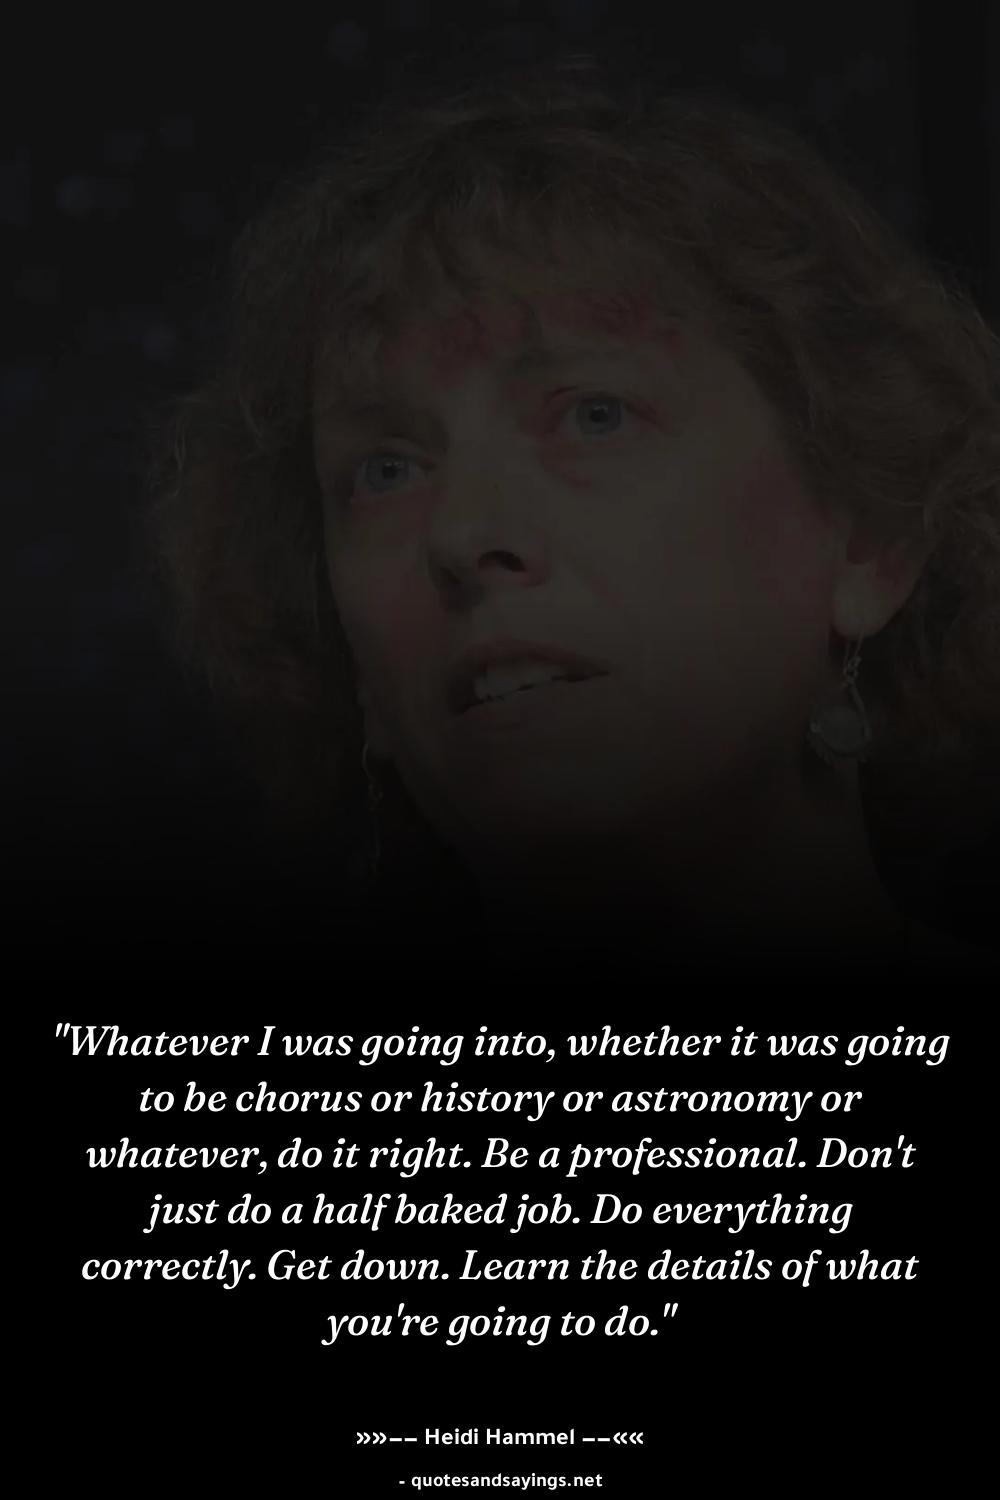 "Whatever I was going into, whether it was going
to be chorus or history or astronomy or
whatever, do it right. Be a professional. Don't
just do a half baked job. Do everything
correctly. Get down. Learn the details of what
you're going to do."
»»−− Heidi Hammel −−««
- quotesandsayings.net